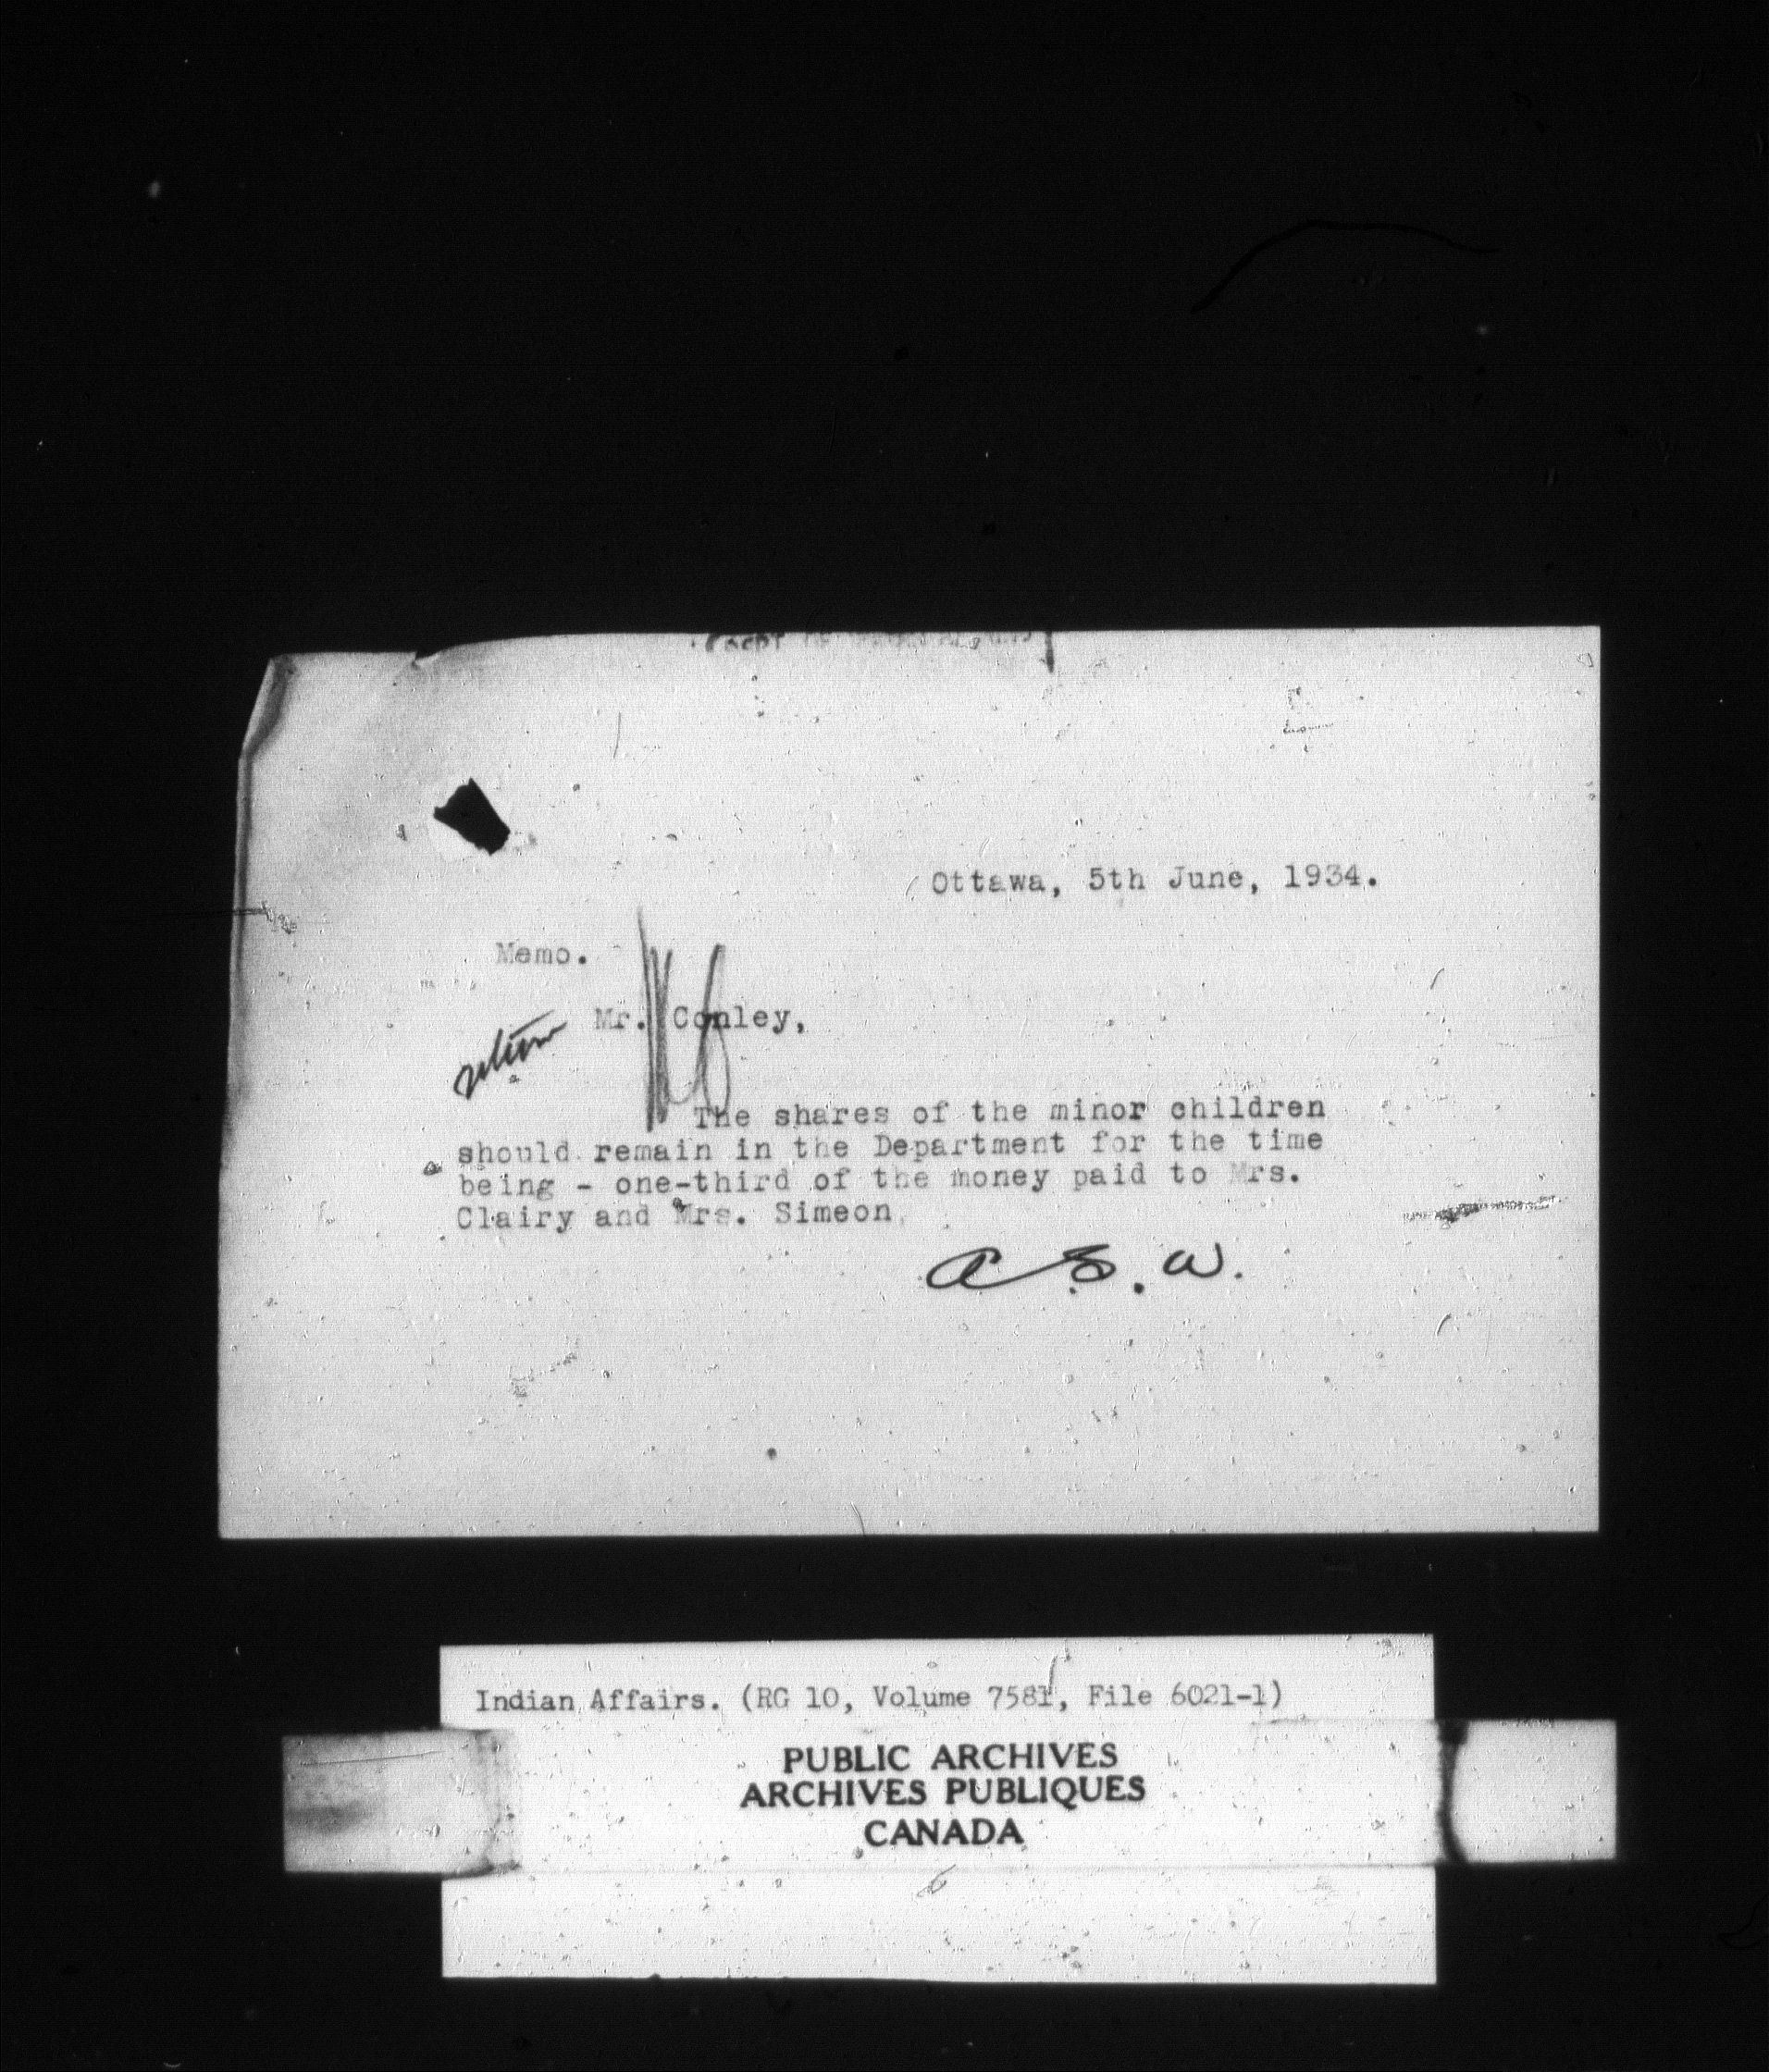 Ottawa, 5th June, 1934.
Memo.
Mr. Conley,
return
The shares of the minor children
should remain in the Department for the time
being - one-third of the money paid to Mrs.
Clairy and Mrs. Simeon.
A S. W.
Indian Affairs. (RG 10, Volume 7581, File 6021-1)
PUBLIC ARCHIVES
ARCHIVES PUBLIQUES
CANADA